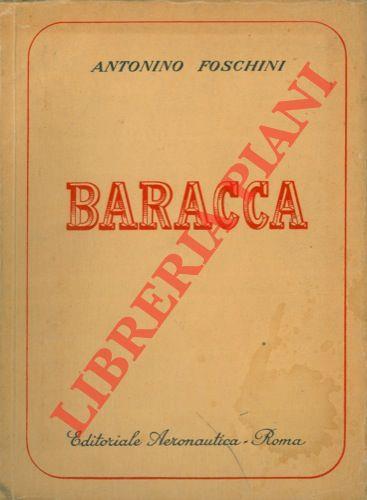 ANTONINO FOSCHINI
BARACCA
LIBRERIAPIANI
Editoriale Aeronautica - Roma